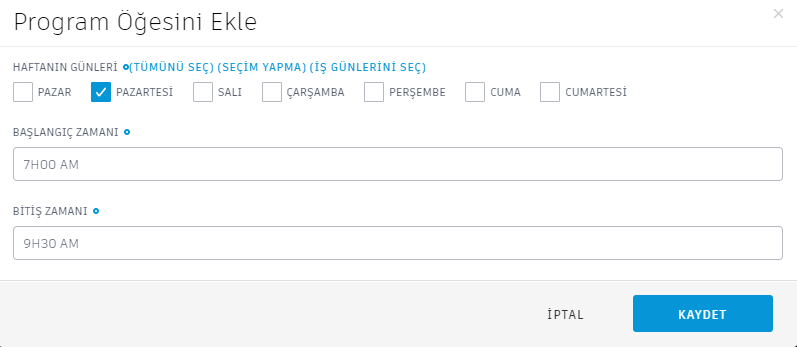 Program Öğesini Ekle
HAFTANIN GÜNLERİ (TÜMÜNÜ SEÇ) (SEÇİM YAPMA) (İŞ GÜNLERİNİ SEÇ)
PAZAR PAZARTESİ SALI ÇARŞAMBA PERŞEMBE CUMA CUMARTESİ
BAŞLANGIÇ ZAMANI
7H00 AM
BİTİŞ ZAMANI
9H30 AM
İPTAL KAYDET